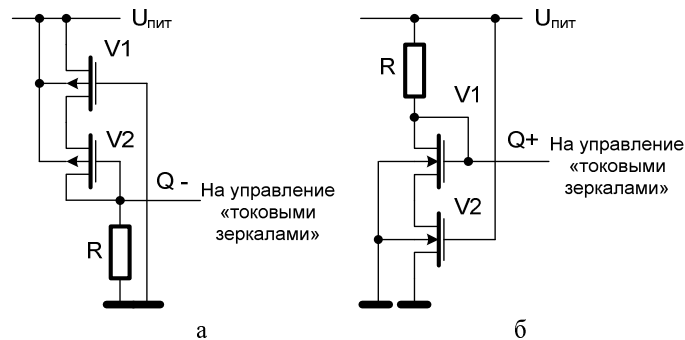 Uпит
V1
V2
Q -
На управление
«токовыми
зеркалами»
R
а
Uпит
R
V1
Q+
На управление
«токовыми
зеркалами»
V2
б